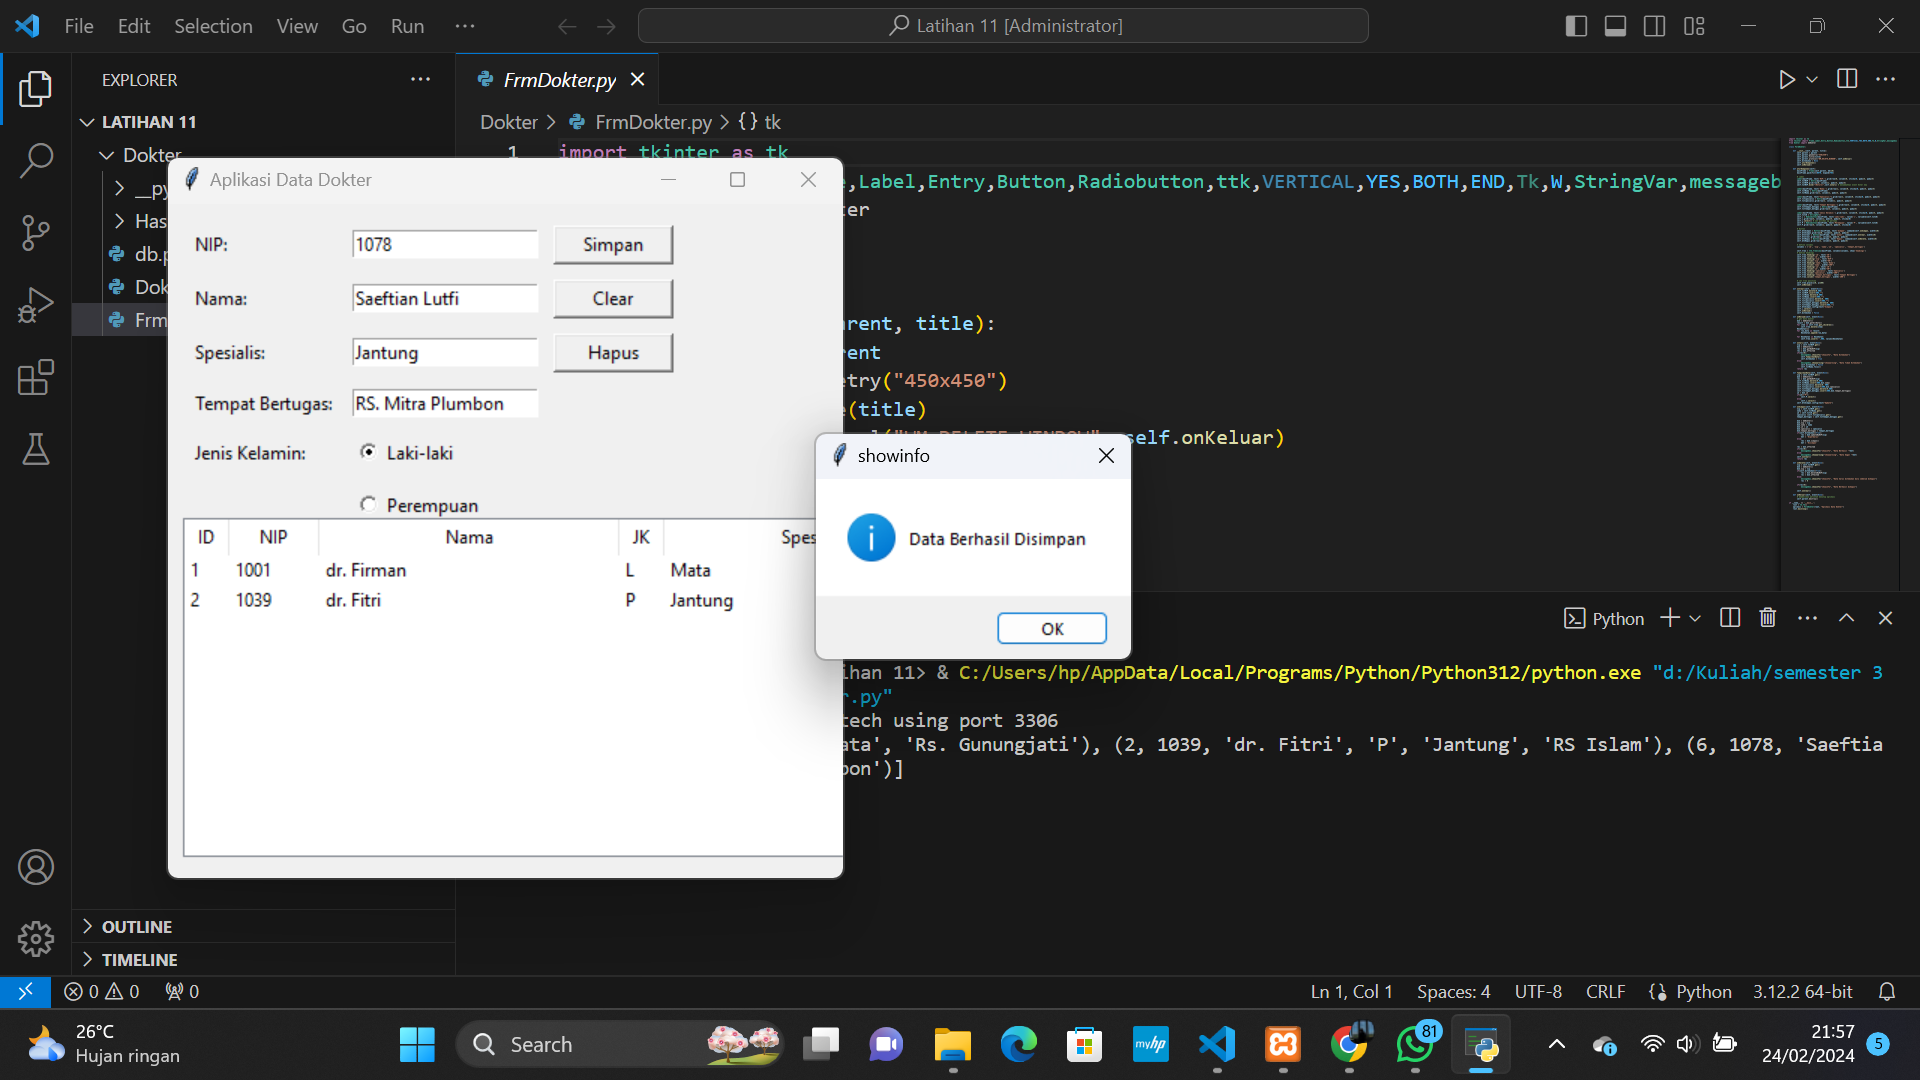 File Edit Selection View Go Run ···
Latihan 11 [Administrator]
EXPLORER
LATIHAN 11
Dokter
__py
Has
db.p
Dok
Frm
OUTLINE
TIMELINE
FrmDokter.py
Dokter > FrmDokter.py > {} tk
1 import tkinter as tk
,Label,Entry,Button,Radiobutton,ttk,VERTICAL,YES,BOTH,END,Tk,W,StringVar,messageb
ter
rent, title):
rent
etry("450x450")
e(title)
self.onKeluar)
Aplikasi Data Dokter
NIP: 1078 Simpan
Nama: Saeftian Lutfi Clear
Spesialis: Jantung Hapus
Tempat Bertugas: RS. Mitra Plumbon
Jenis Kelamin: Laki-laki
Perempuan
ID NIP Nama JK Spes
1 1001 dr. Firman L Mata
2 1039 dr. Fitri P Jantung
showinfo
Data Berhasil Disimpan
OK
Python
ihan 11> & C:/Users/hp/AppData/Local/Programs/Python/Python312/python.exe "d:/Kuliah/semester 3
r.py"
tech using port 3306
ata', 'Rs. Gunungjati'), (2, 1039, 'dr. Fitri', 'P', 'Jantung', 'RS Islam'), (6, 1078, 'Saeftia
bon')]
0 0 0
Ln 1, Col 1 Spaces: 4 UTF-8 CRLF Python 3.12.2 64-bit
26°C
Hujan ringan
Search
myhp
81
21:57
24/02/2024
5